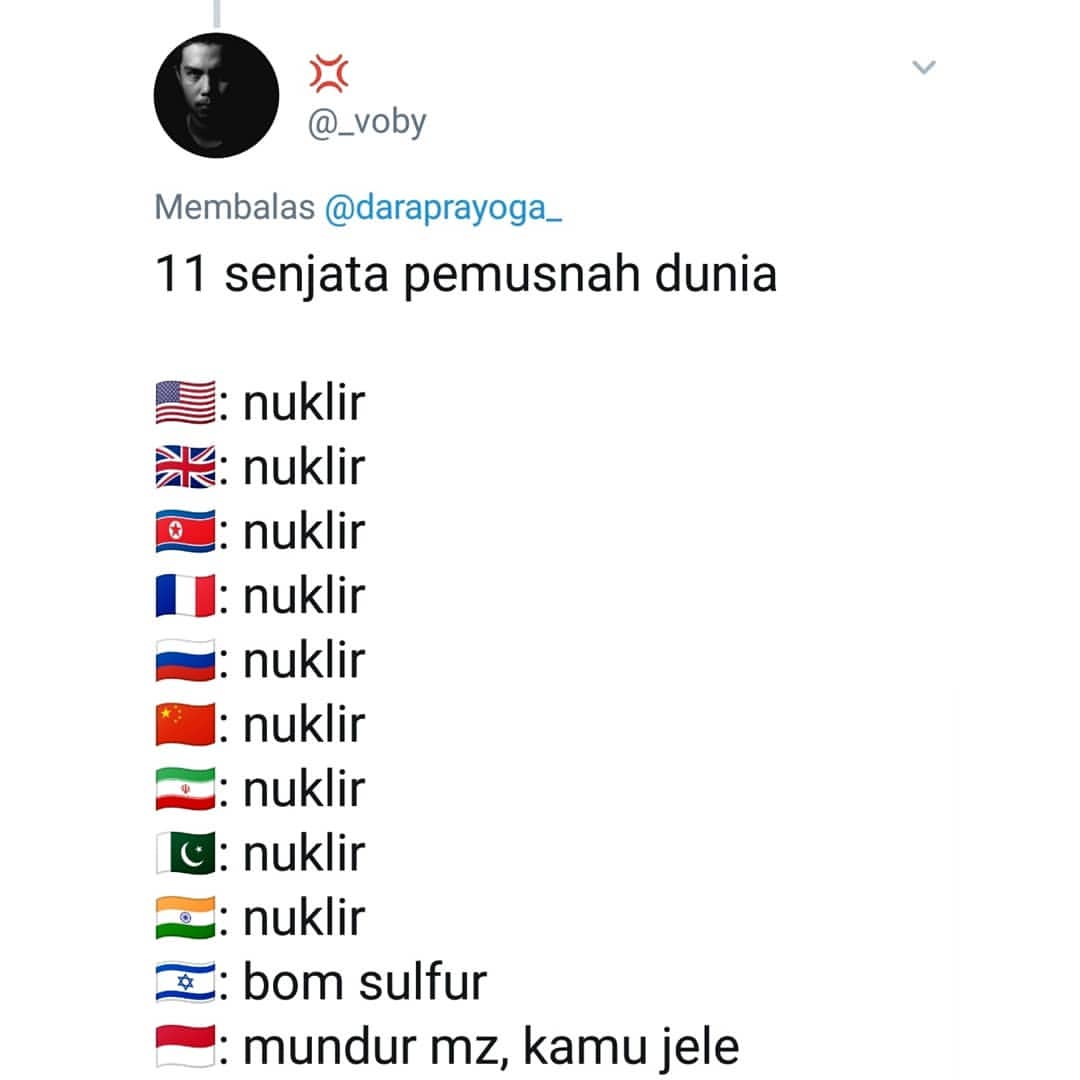 💢
@_voby
Membalas @daraprayoga_
11 senjata pemusnah dunia
🇺🇸: nuklir
🇬🇧: nuklir
🇰🇵: nuklir
🇫🇷: nuklir
🇷🇺: nuklir
🇨🇳: nuklir
🇮🇷: nuklir
🇵🇰: nuklir
🇮🇳: nuklir
🇮🇱: bom sulfur
🇮🇩: mundur mz, kamu jele